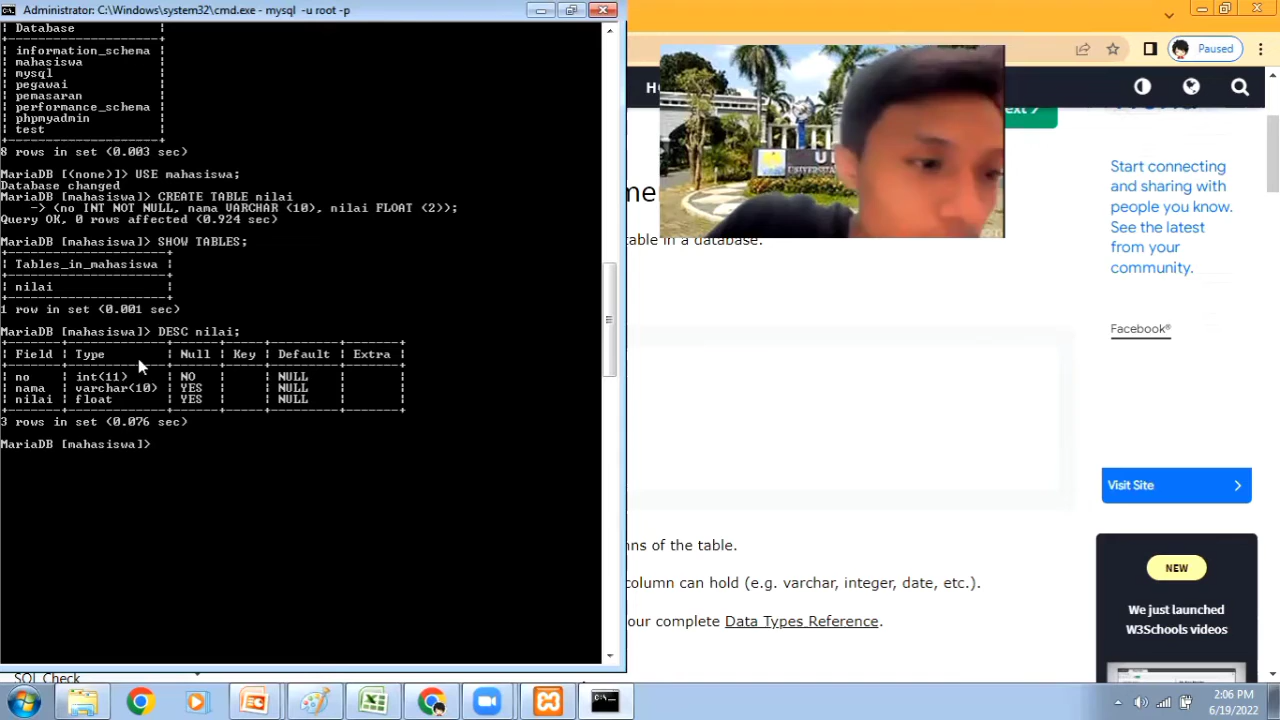 Administrator: C:\Windows\system32\cmd.exe - mysql -u root -p
| Database |
| information_schema |
| mahasiswa |
| mysql |
| pegawai |
| pemasaran |
| performance_schema |
| phpmyadmin |
| test |
8 rows in set (0.003 sec)
MariaDB [(none)]> USE mahasiswa;
Database changed
MariaDB [mahasiswa]> CREATE TABLE nilai
-> (no INT NOT NULL, nama VARCHAR (10), nilai FLOAT (2));
Query OK, 0 rows affected (0.924 sec)
MariaDB [mahasiswa]> SHOW TABLES;
| Tables_in_mahasiswa |
| nilai |
1 row in set (0.001 sec)
MariaDB [mahasiswa]> DESC nilai;
| Field | Type | Null | Key | Default | Extra |
| no | int(11) | NO | | NULL | |
| nama | varchar(10) | YES | | NULL | |
| nilai | float | YES | | NULL | |
3 rows in set (0.076 sec)
MariaDB [mahasiswa]>
Paused
table in a database.
column can hold (e.g. varchar, integer, date, etc.).
of the table.
our complete Data Types Reference.
Start connecting
and sharing with
people you know.
See the latest
from your
community.
Facebook®
Visit Site
NEW
We just launched
W3Schools videos
SQL Check
2:06 PM
6/19/2022